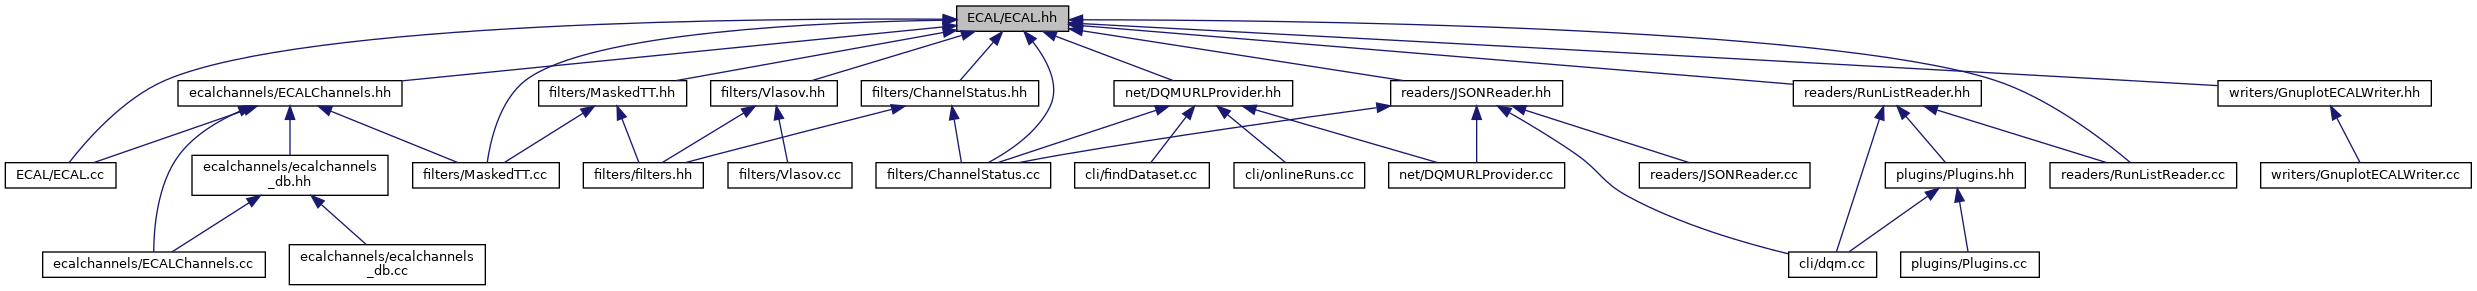 ECAL/ECAL.hh
ecalchannels/ECALChannels.hh
filters/MaskedTT.hh
filters/Vlasov.hh
filters/ChannelStatus.hh
net/DQMURLProvider.hh
readers/JSONReader.hh
readers/RunListReader.hh
writers/GnuplotECALWriter.hh
ECAL/ECAL.cc
ecalchannels/ecalchannels
_db.hh
filters/MaskedTT.cc
filters/filters.hh
filters/Vlasov.cc
filters/ChannelStatus.cc
cli/findDataset.cc
cli/onlineRuns.cc
net/DQMURLProvider.cc
readers/JSONReader.cc
plugins/Plugins.hh
readers/RunListReader.cc
writers/GnuplotECALWriter.cc
ecalchannels/ECALChannels.cc
ecalchannels/ecalchannels
_db.cc
cli/dqm.cc
plugins/Plugins.cc